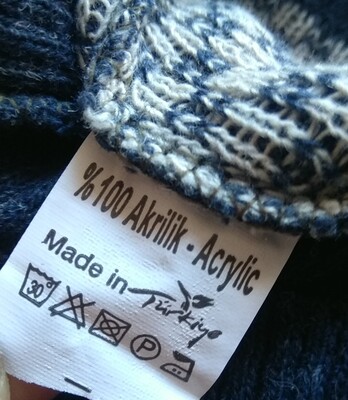 %100 Akrilik - Acrylic
Made in Türkiye
30°
P